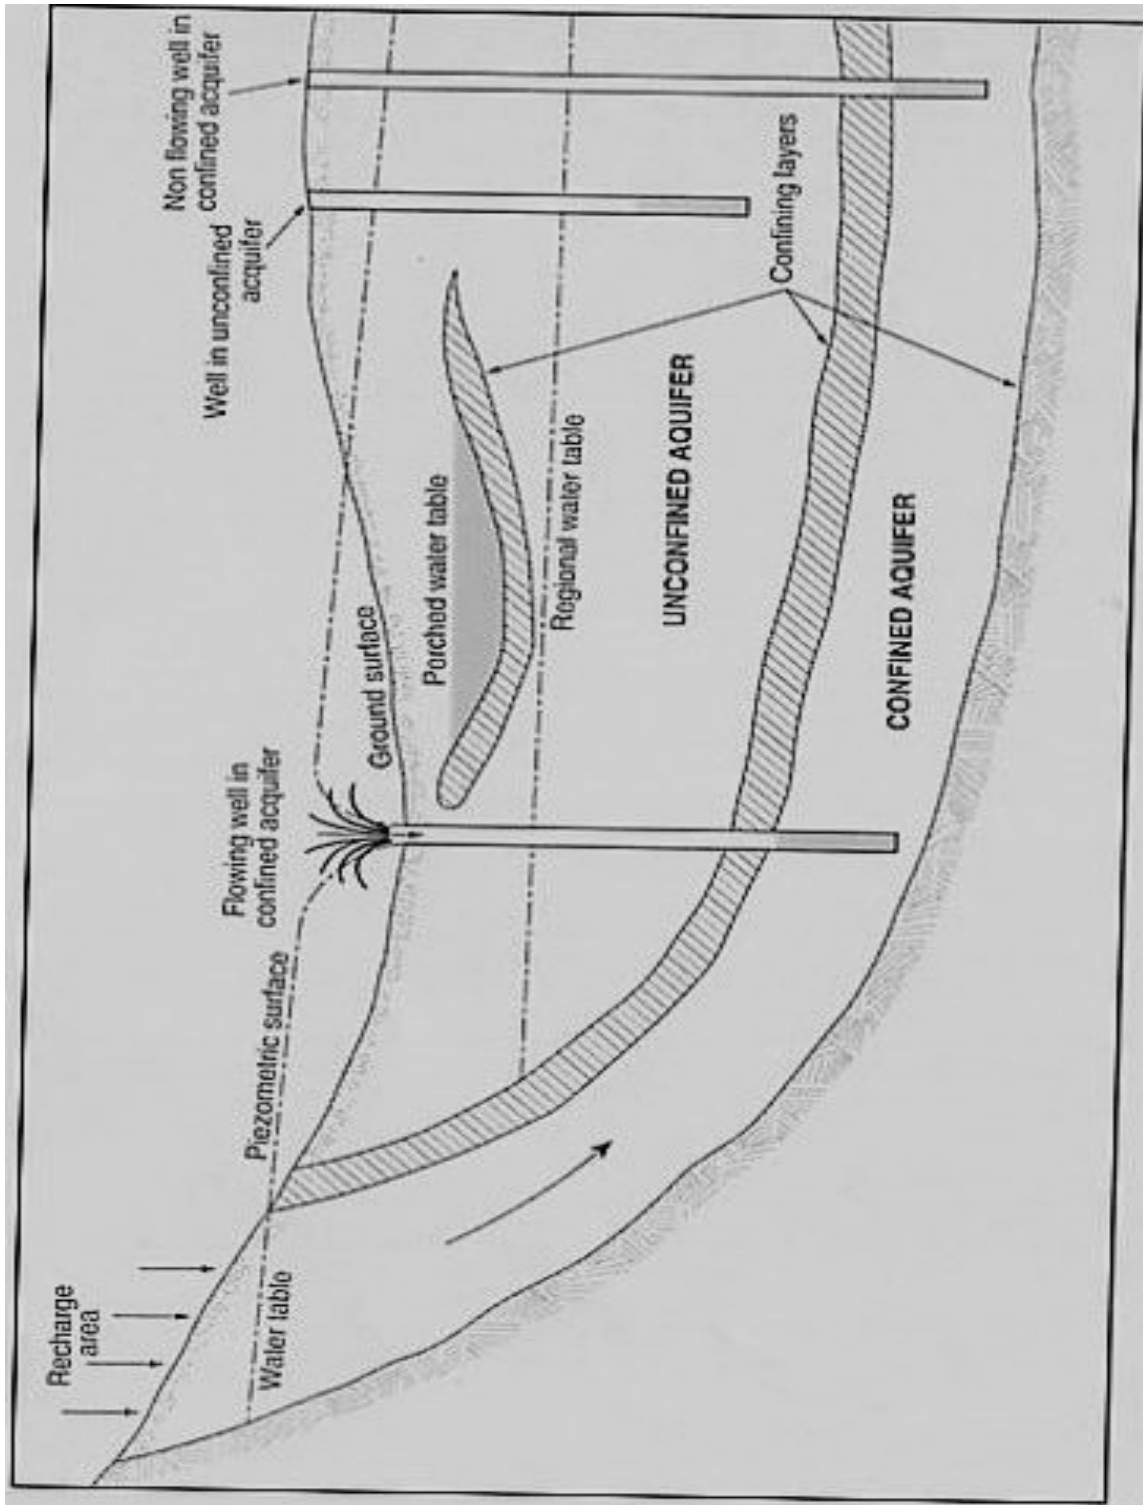 Recharge
area
Water table
Piezometric surface
Flowing well in
confined acquifer
Ground surface
Porched water table
Regional water table
Well in unconfined
acquifer
Non flowing well in
confined acquifer
Confining layers
UNCONFINED AQUIFER
CONFINED AQUIFER